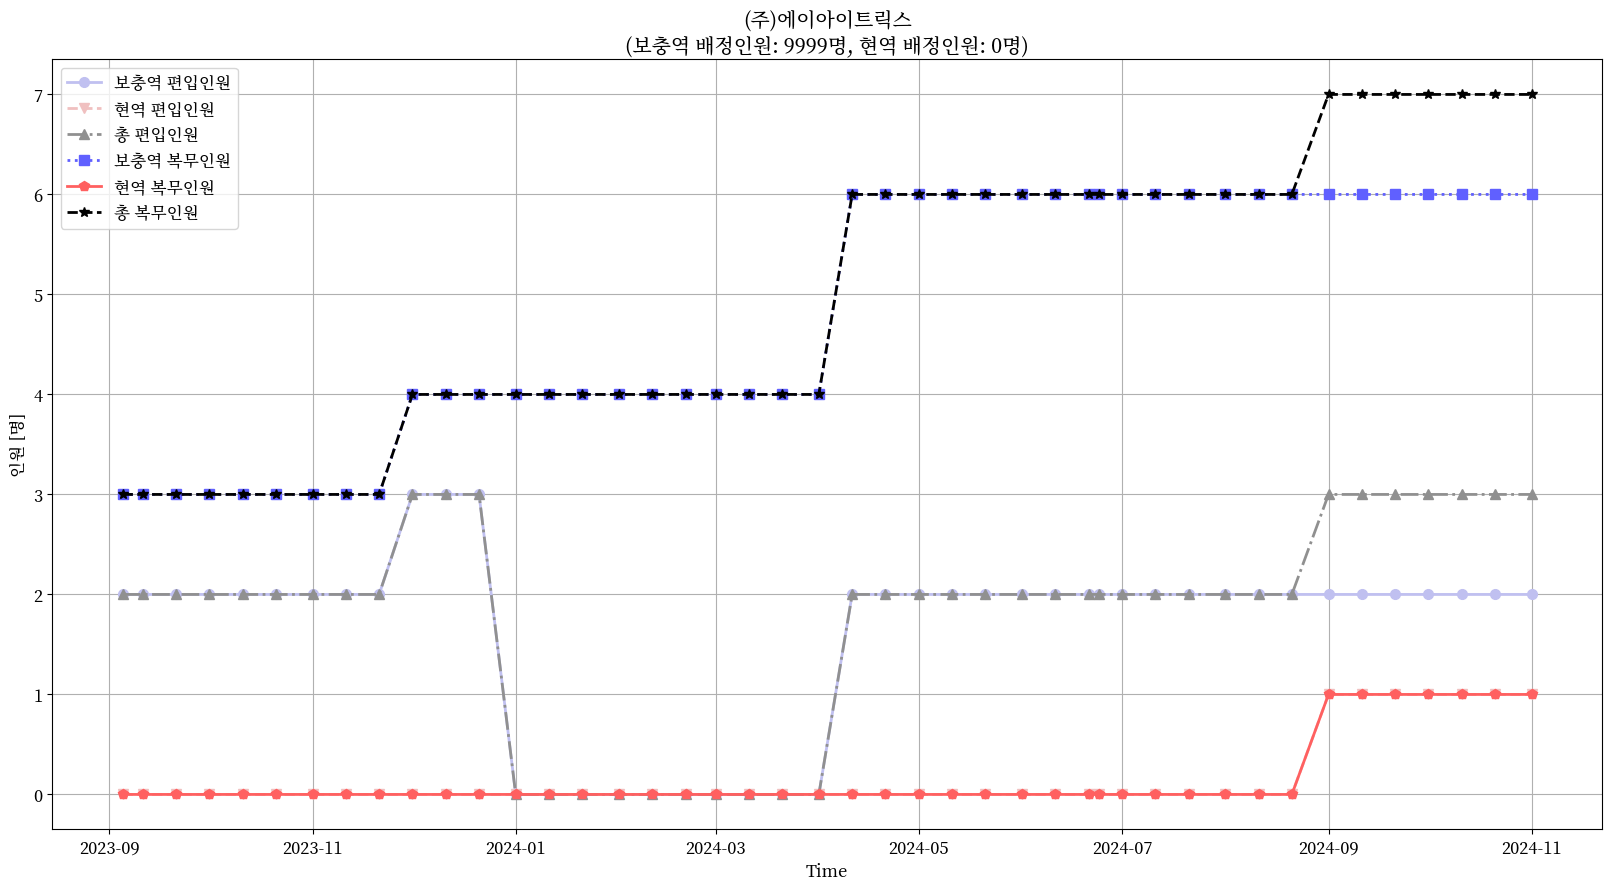 (주)에이아이트릭스
(보충역 배정인원: 9999명, 현역 배정인원: 0명)
보충역 편입인원
현역 편입인원
총 편입인원
보충역 복무인원
현역 복무인원
총 복무인원
인원 [명]
7
6
5
4
3
2
1
0
2023-09
2023-11
2024-01
2024-03
2024-05
2024-07
2024-09
2024-11
Time